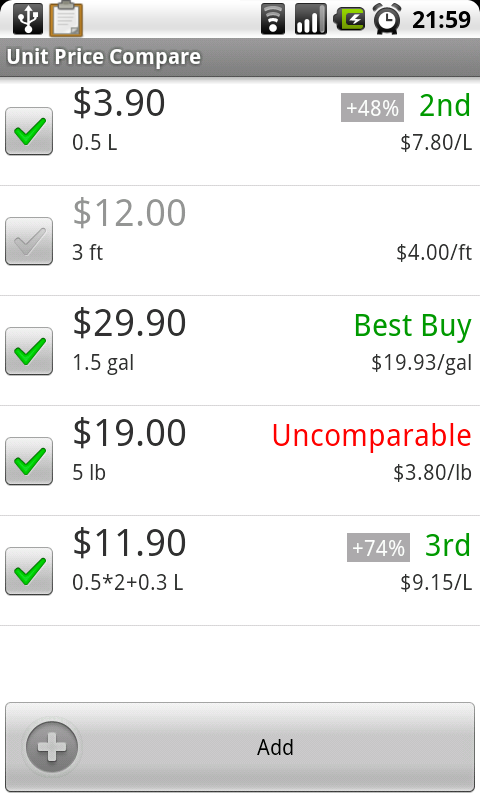 21:59
Unit Price Compare
$3.90 +48% 2nd
0.5 L $7.80/L
$12.00
3 ft $4.00/ft
$29.90 Best Buy
1.5 gal $19.93/gal
$19.00 Uncomparable
5 lb $3.80/lb
$11.90 +74% 3rd
0.5*2+0.3 L $9.15/L
Add